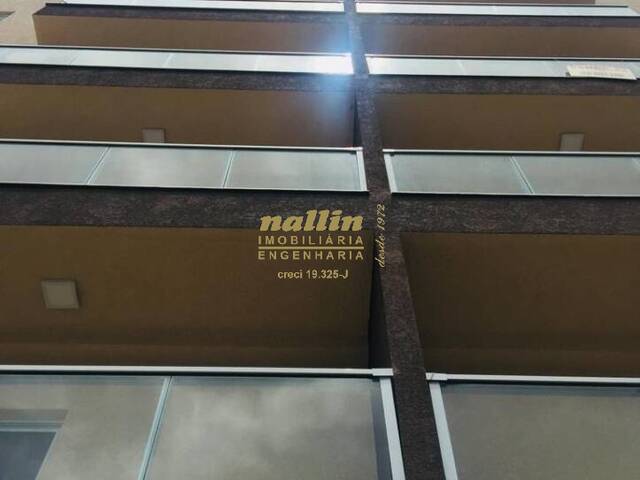 nallin
IMOBILIÁRIA
ENGENHARIA
creci 19.325-J
desde 1972